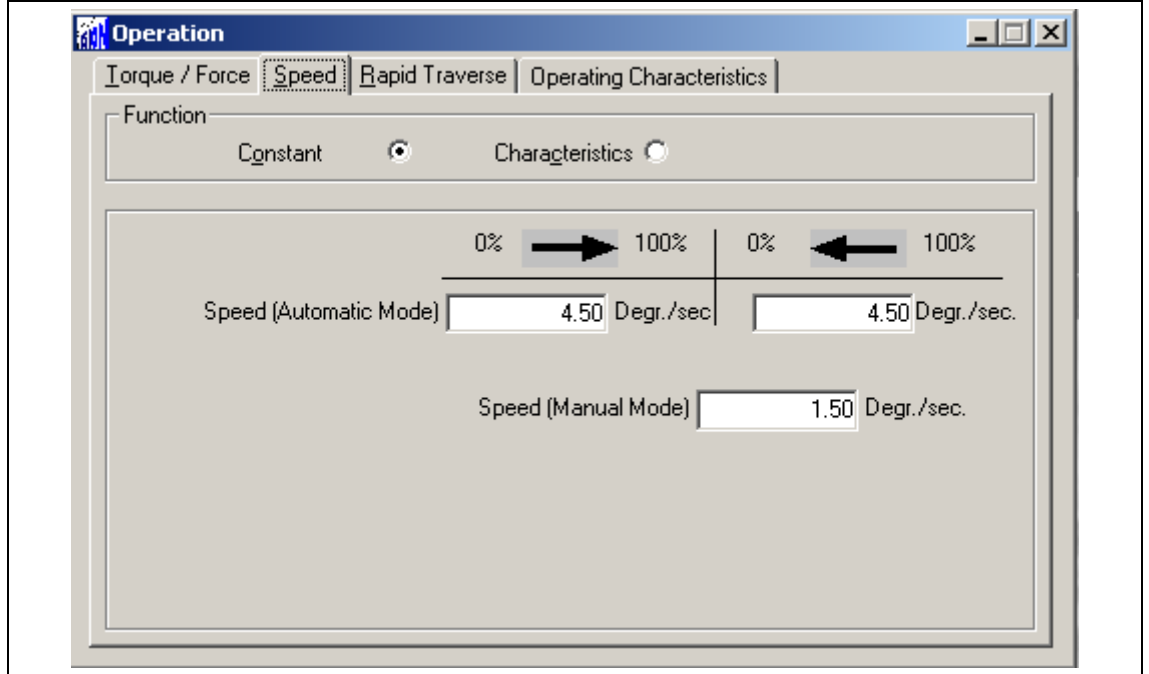 Operation
Torque / Force Speed Rapid Traverse Operating Characteristics
Function
Constant Characteristics
0% 100% 0% 100%
Speed (Automatic Mode) 4.50 Degr./sec 4.50 Degr./sec.
Speed (Manual Mode) 1.50 Degr./sec.